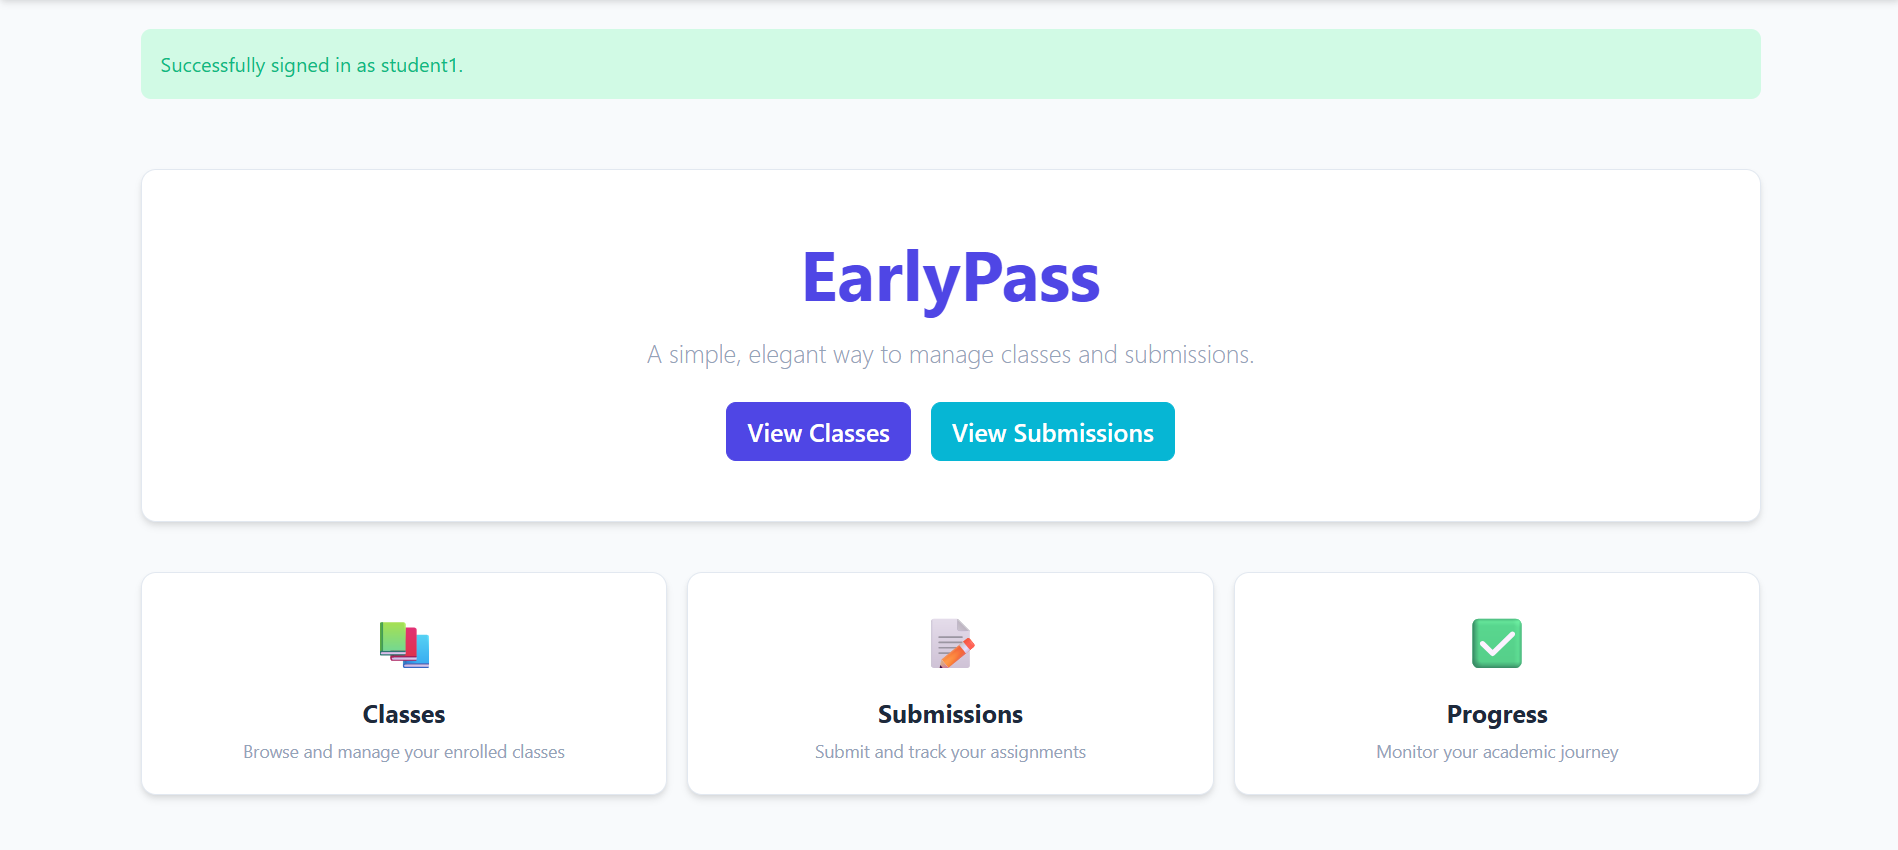 Successfully signed in as student1.
EarlyPass
A simple, elegant way to manage classes and submissions.
View Classes
View Submissions
Classes
Browse and manage your enrolled classes
Submissions
Submit and track your assignments
Progress
Monitor your academic journey